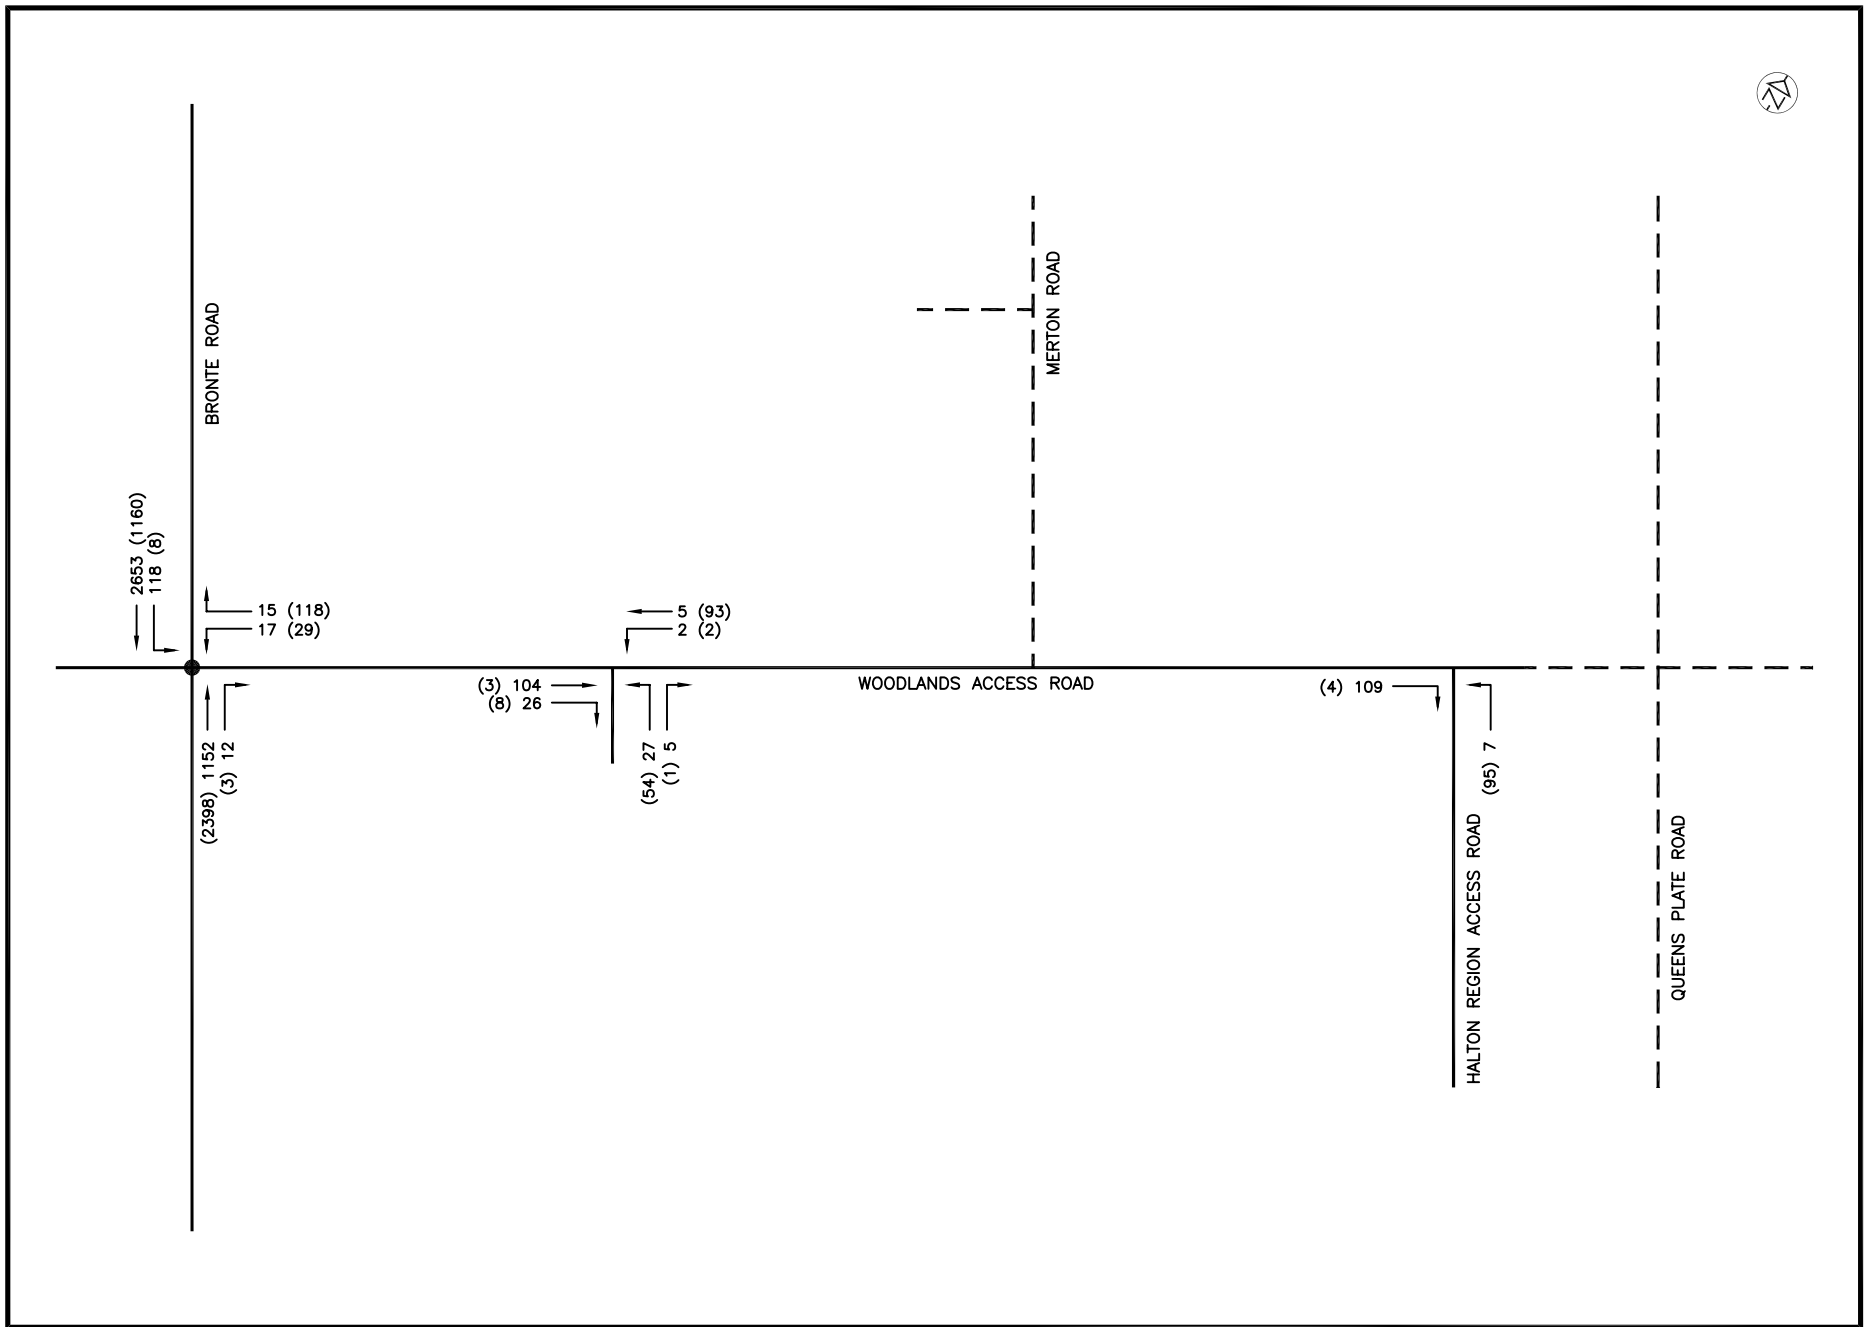 MERTON ROAD
BRONTE ROAD
2653 (1160)
118 (8)
15 (118)
17 (29)
5 (93)
2 (2)
(3) 104
(8) 26
WOODLANDS ACCESS ROAD
(4) 109
(2398) 1152
(3) 12
(54) 27
(1) 5
(95) 7
HALTON REGION ACCESS ROAD
QUEENS PLATE ROAD